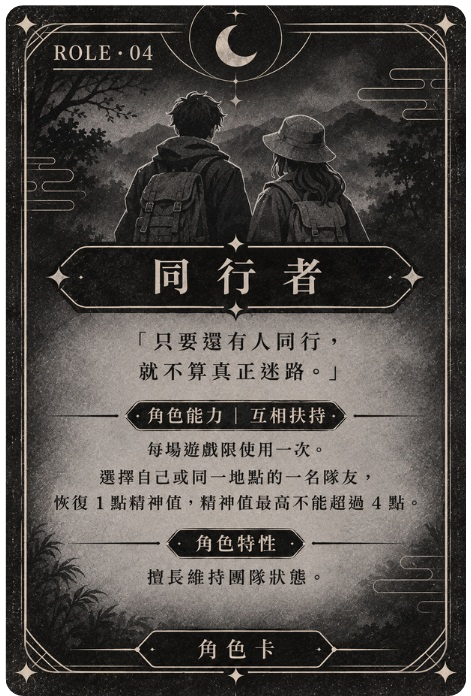 ROLE · 04
同行者
「只要還有人同行，
就不算真正迷路。」
角色能力｜互相扶持
每場遊戲限使用一次。
選擇自己或同一地點的一名隊友，
恢復 1 點精神值，精神值最高不能超過 4 點。
· 角色特性 ·
擅長維持團隊狀態。
角色卡